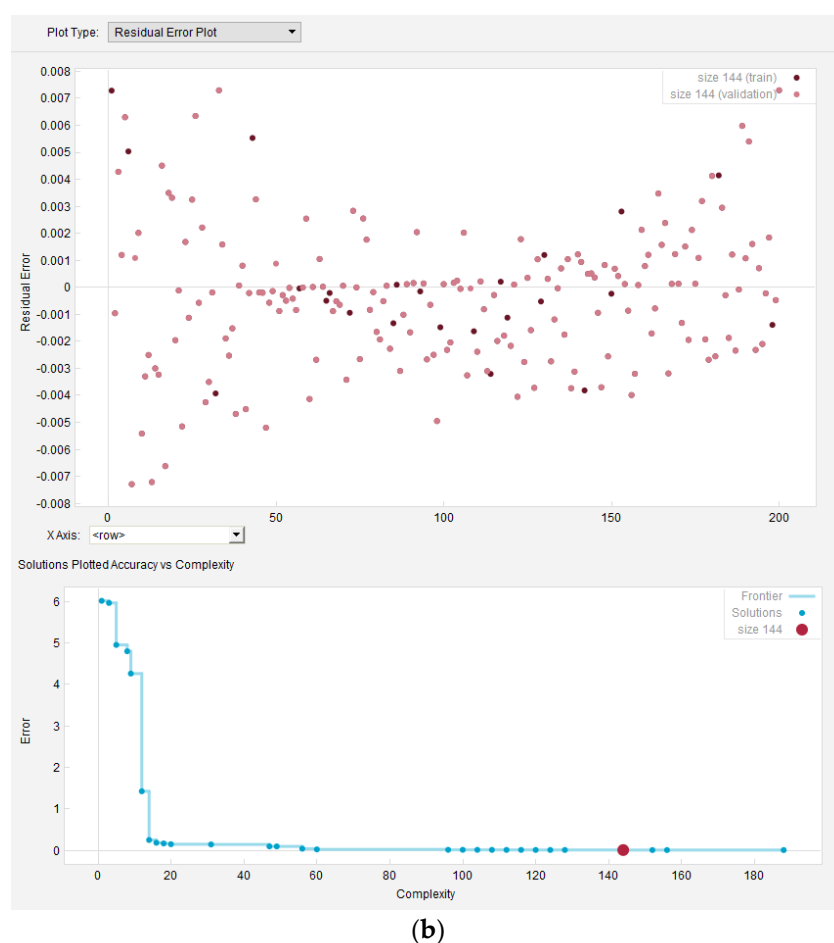 Plot Type: Residual Error Plot
0.008
0.007
0.006
0.005
0.004
0.003
0.002
0.001
0
-0.001
-0.002
-0.003
-0.004
-0.005
-0.006
-0.007
-0.008
Residual Error
size 144 (train)
size 144 (validation)
0 50 100 150 200
X Axis: <row>
Solutions Plotted Accuracy vs Complexity
6
5
4
3
2
1
0
Error
Frontier
Solutions
size 144
0 20 40 60 80 100 120 140 160 180
Complexity
(b)